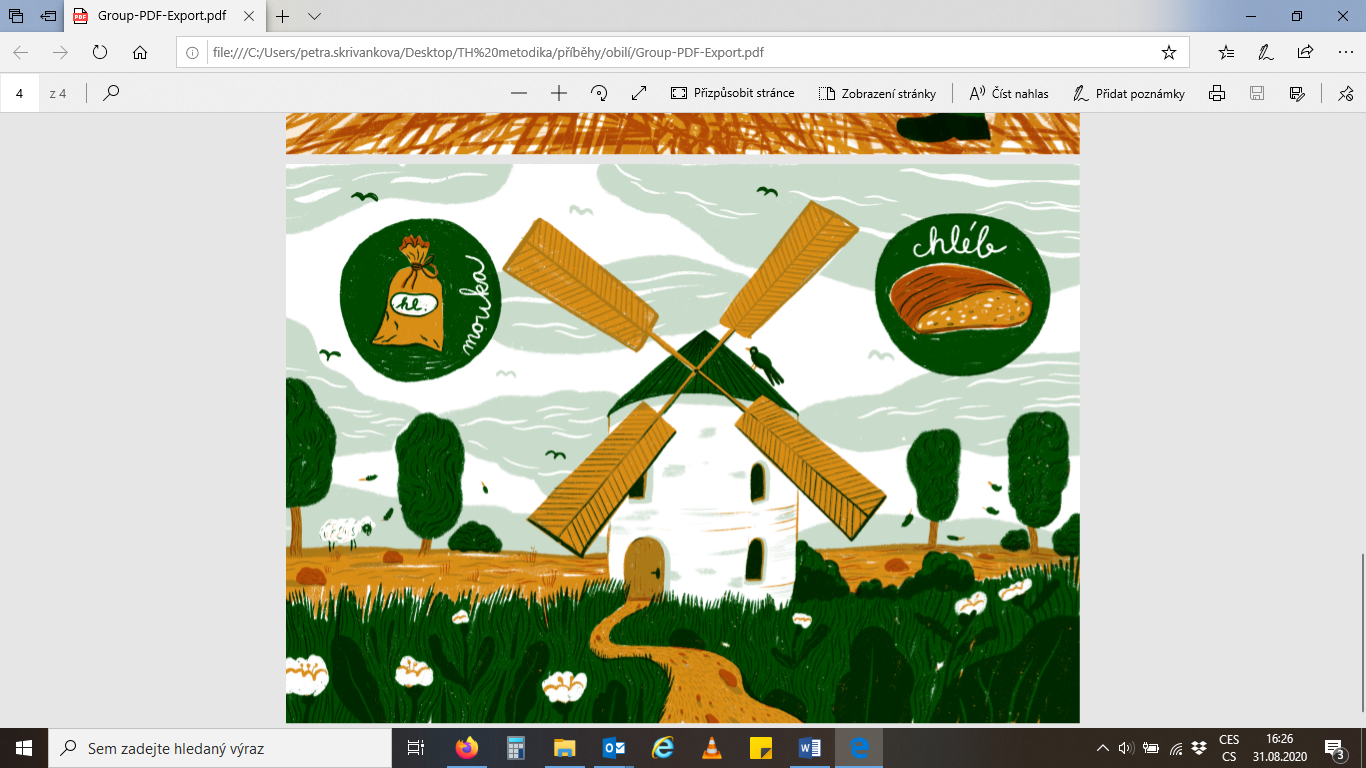 Group-PDF-Export.pdf
file:///C:/Users/petra.skrivankova/Desktop/TH%20metodika/příběhy/obilí/Group-PDF-Export.pdf
4 z 4 Přizpůsobit stránce Zobrazení stránky Číst nahlas Přidat poznámky
chléb
mouka
hl.
Sem zadejte hledaný výraz
CES 16:26
CS 31.08.2020 3